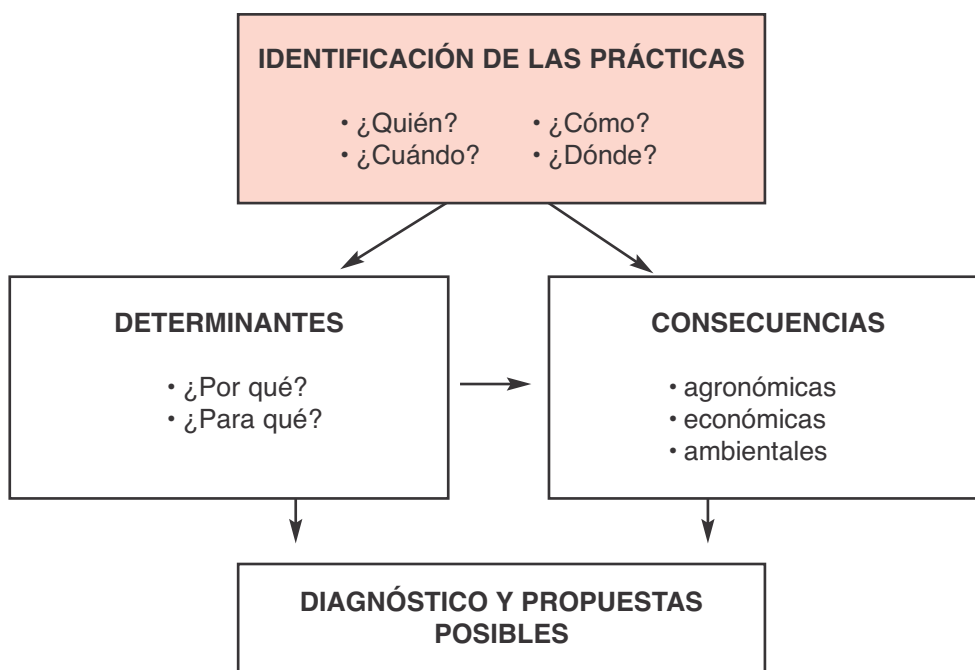 IDENTIFICACIÓN DE LAS PRÁCTICAS
• ¿Quién? • ¿Cómo?
• ¿Cuándo? • ¿Dónde?
DETERMINANTES
• ¿Por qué?
• ¿Para qué?
CONSECUENCIAS
• agronómicas
• económicas
• ambientales
DIAGNÓSTICO Y PROPUESTAS
POSIBLES